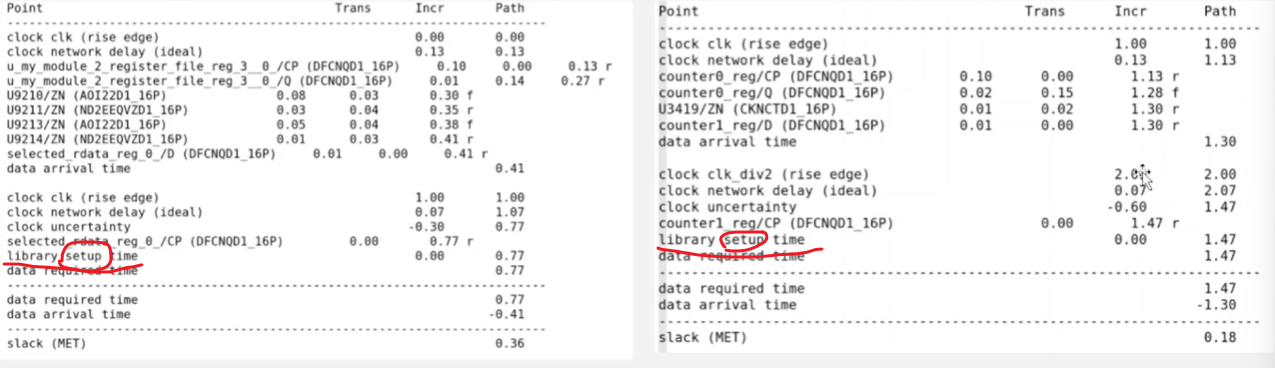 Point Trans Incr Path
clock clk (rise edge) 0.00 0.00
clock network delay (ideal) 0.13 0.13
u_my_module_2_register_file_reg_3__0_/CP (DFCNQD1_16P) 0.10 0.00 0.13 r
u_my_module_2_register_file_reg_3__0_/Q (DFCNQD1_16P) 0.01 0.14 0.27 r
U9210/ZN (AOI22D1_16P) 0.08 0.03 0.30 f
U9211/ZN (ND2EEQVZD1_16P) 0.03 0.04 0.35 r
U9213/ZN (AOI22D1_16P) 0.05 0.04 0.38 f
U9214/ZN (ND2EEQVZD1_16P) 0.01 0.03 0.41 r
selected_rdata_reg_0_/D (DFCNQD1_16P) 0.01 0.00 0.41 r
data arrival time 0.41
clock clk (rise edge) 1.00 1.00
clock network delay (ideal) 0.07 1.07
clock uncertainty -0.30 0.77
selected_rdata_reg_0_/CP (DFCNQD1_16P) 0.00 0.77 r
library setup time 0.00 0.77
data required time 0.77
data required time 0.77
data arrival time -0.41
slack (MET) 0.36
Point Trans Incr Path
clock clk (rise edge) 1.00 1.00
clock network delay (ideal) 0.13 1.13
counter0_reg/CP (DFCNQD1_16P) 0.10 0.00 1.13 r
counter0_reg/Q (DFCNQD1_16P) 0.02 0.15 1.28 f
U3419/ZN (CKNCTD1_16P) 0.01 0.02 1.30 r
counter1_reg/D (DFCNQD1_16P) 0.01 0.00 1.30 r
data arrival time 1.30
clock clk_div2 (rise edge) 2.00
clock network delay (ideal) 0.07 2.07
clock uncertainty -0.60 1.47
counter1_reg/CP (DFCNQD1_16P) 0.00 1.47 r
library setup time 0.00 1.47
data required time 1.47
data required time 1.47
data arrival time -1.30
slack (MET) 0.18